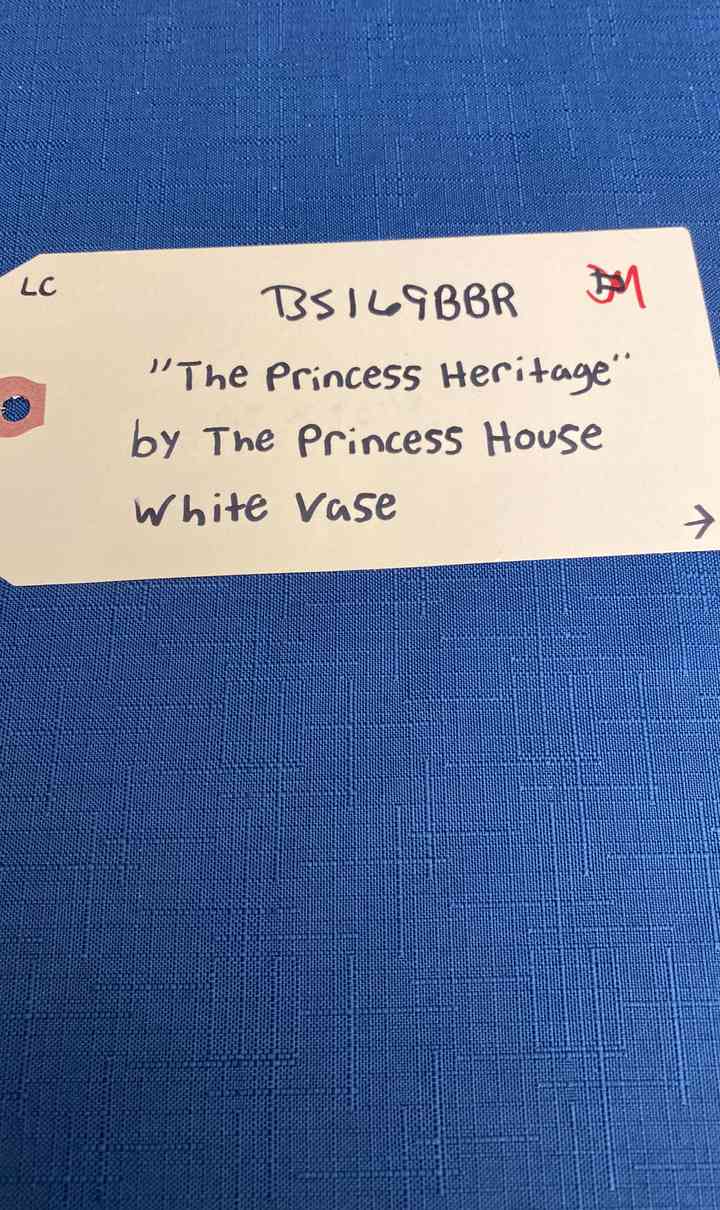 LC
BS169BBR
"The Princess Heritage"
by The Princess House
White Vase
→